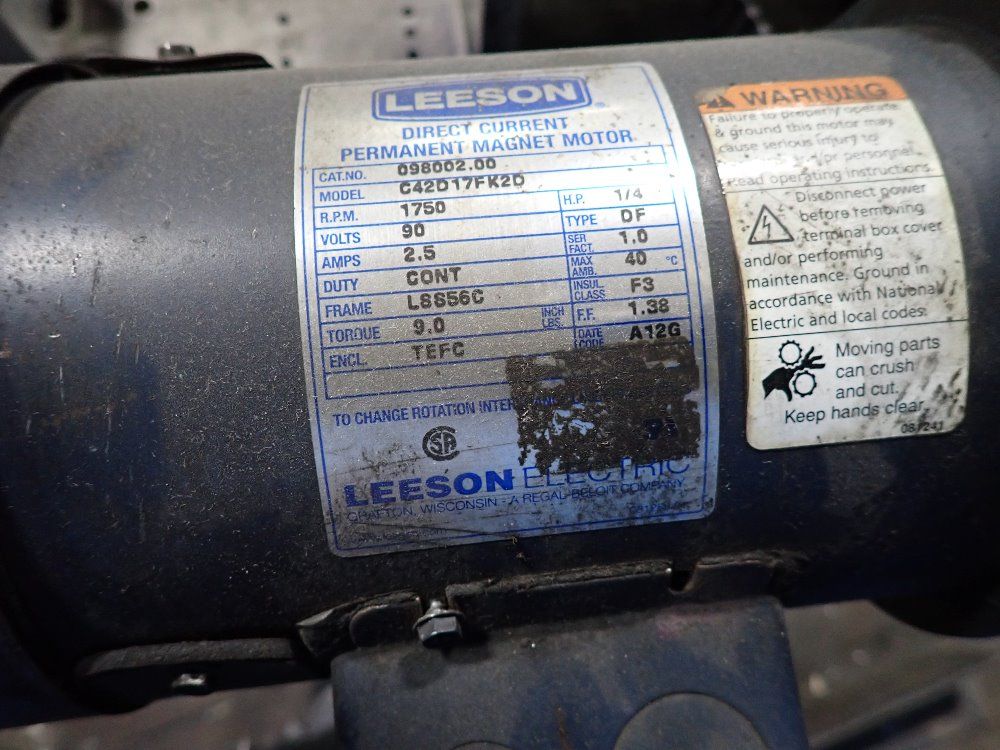 LEESON
DIRECT CURRENT
PERMANENT MAGNET MOTOR
CAT.NO. 098002.00
MODEL C42D17FK2D
R.P.M. 1750 H.P. 1/4
VOLTS 90 TYPE DF
AMPS 2.5 SER FACT. 1.0
DUTY CONT MAX AMB. 40 °C
FRAME LSS56C INSUL CLASS F3
TORQUE 9.0 INCH LBS. F.F. 1.38
ENCL. TEFC DATE CODE A12G
TO CHANGE ROTATION
SA
LEESON ELECTRIC
GRAFTON, WISCONSIN - A REGAL-BELOIT COMPANY
WARNING
Failure to properly operate
& ground this motor may
cause serious injury to
personnel.
Read operating instructions.
Disconnect power
before removing
terminal box cover
and/or performing
maintenance. Ground in
accordance with National
Electric and local codes.
Moving parts
can crush
and cut.
Keep hands clear.
081241